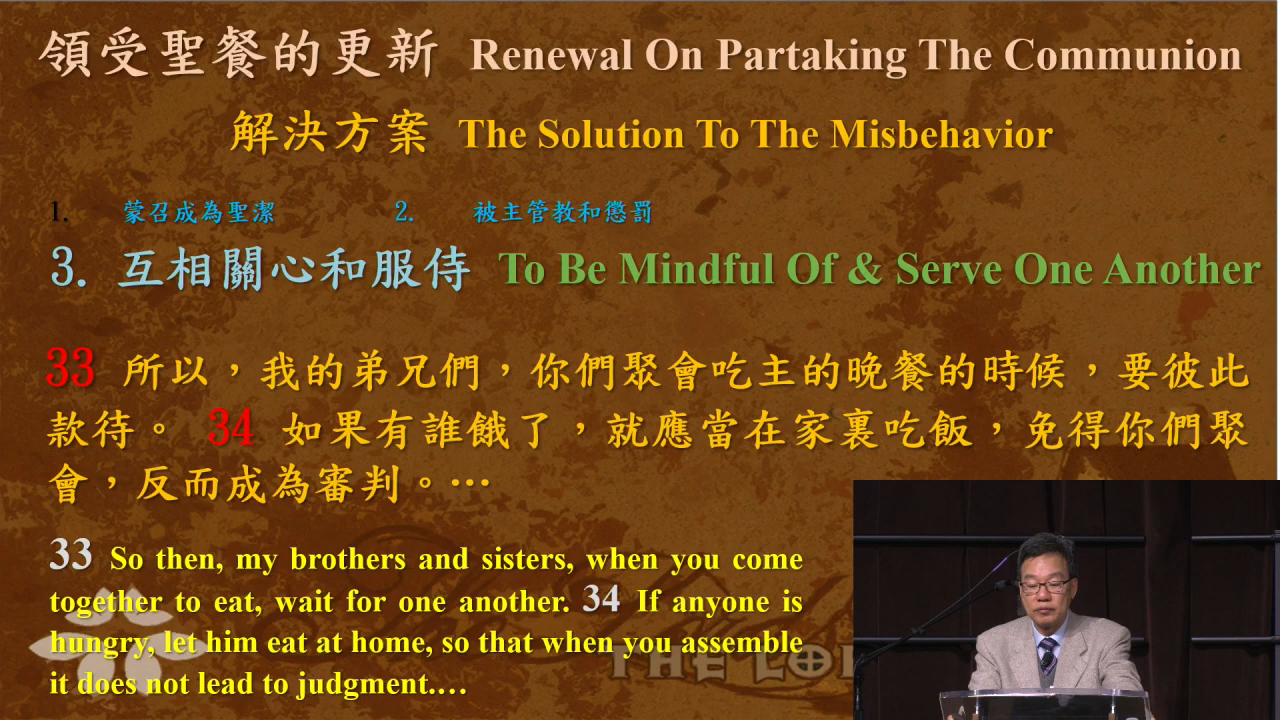 領受聖餐的更新 Renewal On Partaking The Communion
解決方案 The Solution To The Misbehavior
1. 蒙召成為聖潔 2. 被主管教和懲罰
3. 互相關心和服侍 To Be Mindful Of & Serve One Another
33 所以，我的弟兄們，你們聚會吃主的晚餐的時候，要彼此
款待。 34 如果有誰餓了，就應當在家裏吃飯，免得你們聚
會，反而成為審判。…
33 So then, my brothers and sisters, when you come
together to eat, wait for one another. 34 If anyone is
hungry, let him eat at home, so that when you assemble
it does not lead to judgment.…
THE LO